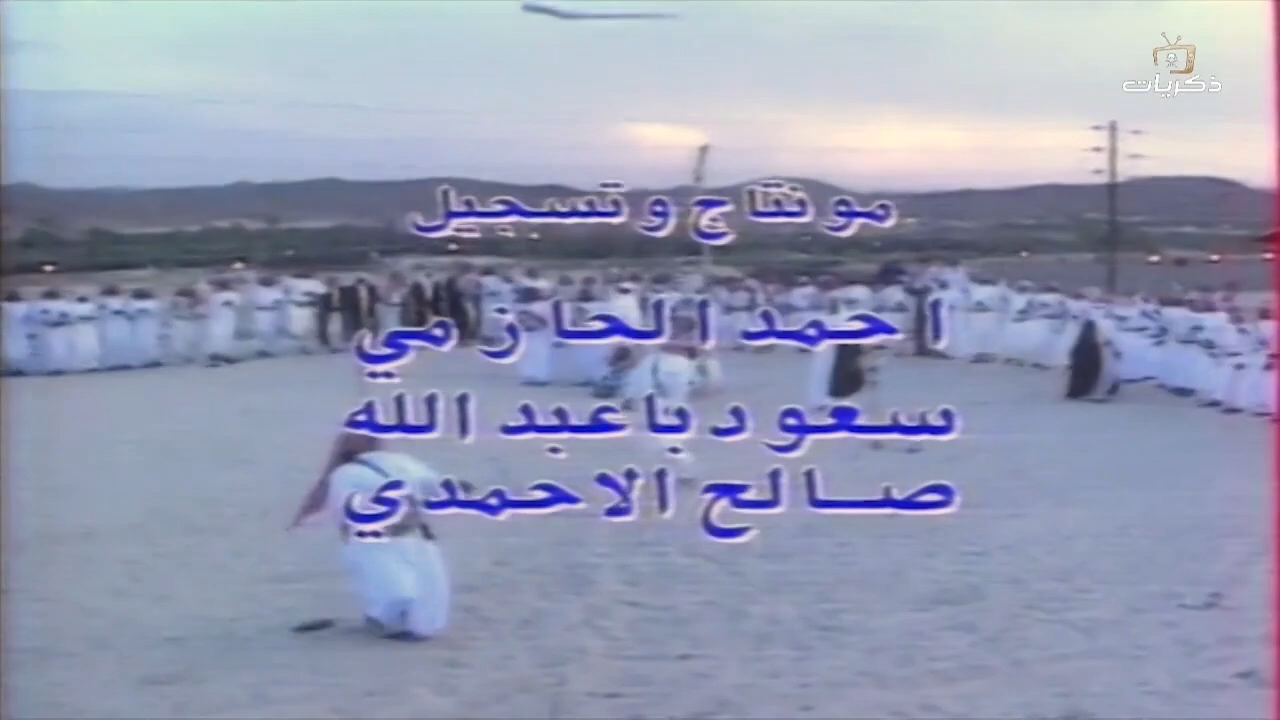 ذكريات
مونتاج وتسجيل
احمد الحازمي
سعود باعبد الله
صالح الاحمدي